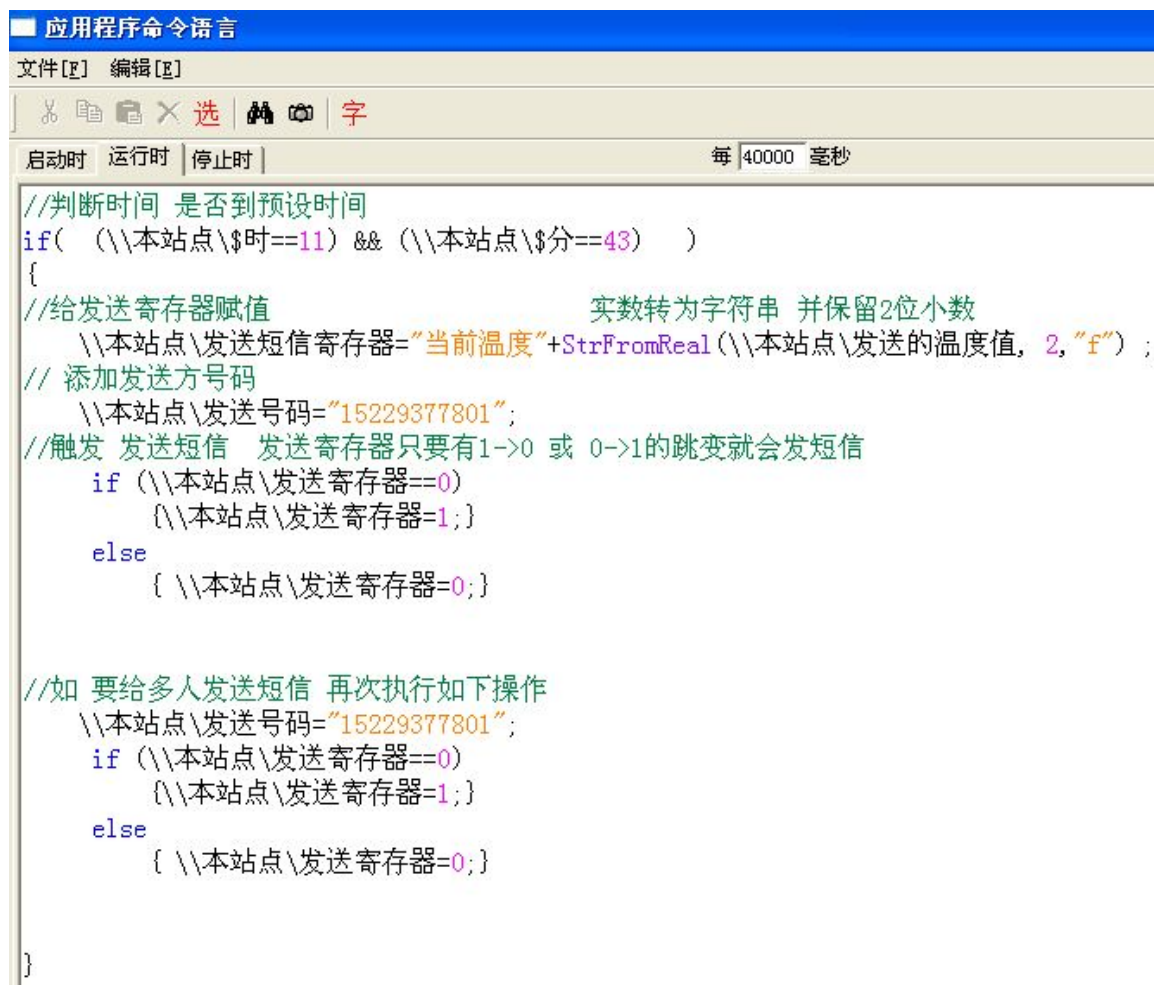 应用程序命令语言
文件[F] 编辑[E]
选 字
启动时 运行时 停止时 每 40000 毫秒
//判断时间 是否到预设时间
if( (\\本站点\$时==11) && (\\本站点\$分==43) )
{
//给发送寄存器赋值 实数转为字符串 并保留2位小数
\\本站点\发送短信寄存器="当前温度"+StrFromReal(\\本站点\发送的温度值, 2,"f") ;
// 添加发送方号码
\\本站点\发送号码="15229377801";
//触发 发送短信 发送寄存器只要有1->0 或 0->1的跳变就会发短信
if (\\本站点\发送寄存器==0)
{\\本站点\发送寄存器=1;}
else
{ \\本站点\发送寄存器=0;}
//如 要给多人发送短信 再次执行如下操作
\\本站点\发送号码="15229377801";
if (\\本站点\发送寄存器==0)
{\\本站点\发送寄存器=1;}
else
{ \\本站点\发送寄存器=0;}
}